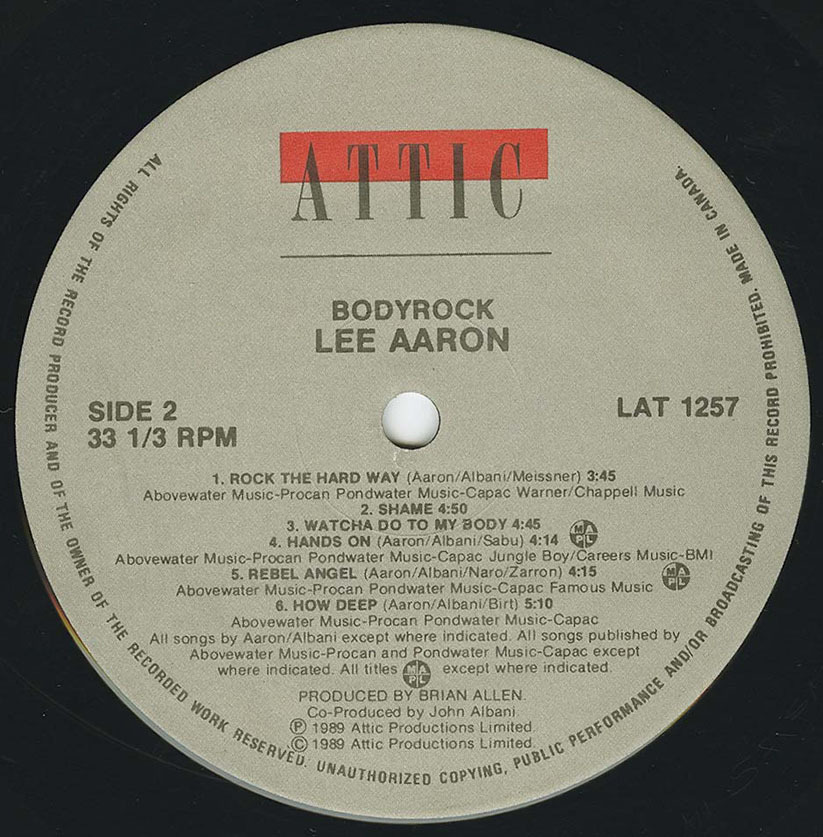 ATTIC
BODYROCK
LEE AARON
SIDE 2
33 1/3 RPM
LAT 1257
1. ROCK THE HARD WAY (Aaron/Albani/Meissner) 3:45
Abovewater Music-Procan Pondwater Music-Capac Warner/Chappell Music
2. SHAME 4:50
3. WATCHA DO TO MY BODY 4:45
4. HANDS ON (Aaron/Albani/Sabu) 4:14 MAPL
Abovewater Music-Procan Pondwater Music-Capac Jungle Boy/Careers Music-BMI
5. REBEL ANGEL (Aaron/Albani/Naro/Zarron) 4:15 MAPL
Abovewater Music-Procan Pondwater Music-Capac Famous Music
6. HOW DEEP (Aaron/Albani/Birt) 5:10
Abovewater Music-Procan Pondwater Music-Capac
All songs by Aaron/Albani except where indicated. All songs published by
Abovewater Music-Procan and Pondwater Music-Capac except
where indicated. All titles MAPL except where indicated.
PRODUCED BY BRIAN ALLEN.
Co-Produced by John Albani
Ⓟ 1989 Attic Productions Limited.
© 1989 Attic Productions Limited.
ALL RIGHTS OF THE RECORD PRODUCER AND OF THE OWNER OF THE RECORDED WORK RESERVED. UNAUTHORIZED COPYING, PUBLIC PERFORMANCE AND/OR BROADCASTING OF THIS RECORD PROHIBITED. MADE IN CANADA.